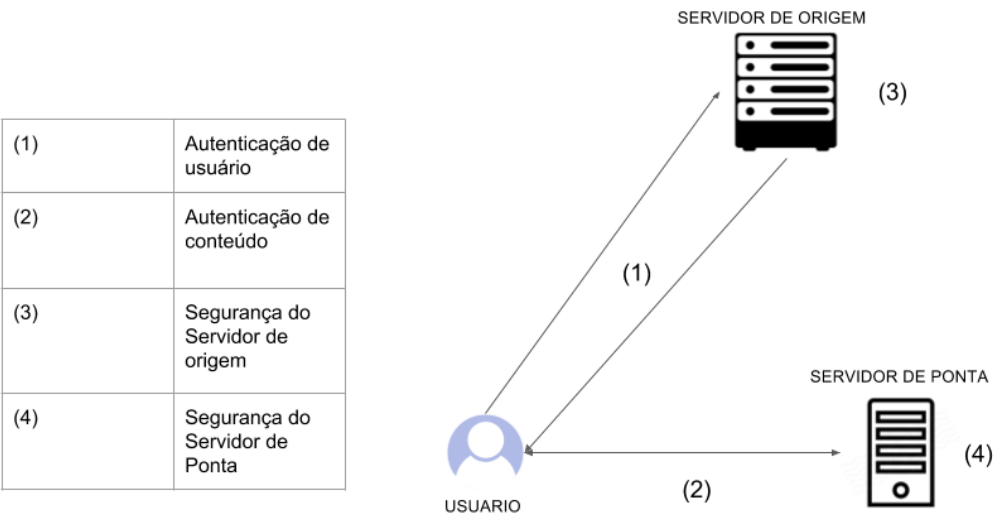 (1)
Autenticação de
usuário
(2)
Autenticação de
conteúdo
(3)
Segurança do
Servidor de
origem
(4)
Segurança do
Servidor de
Ponta
SERVIDOR DE ORIGEM
(3)
(1)
SERVIDOR DE PONTA
(4)
(2)
USUARIO